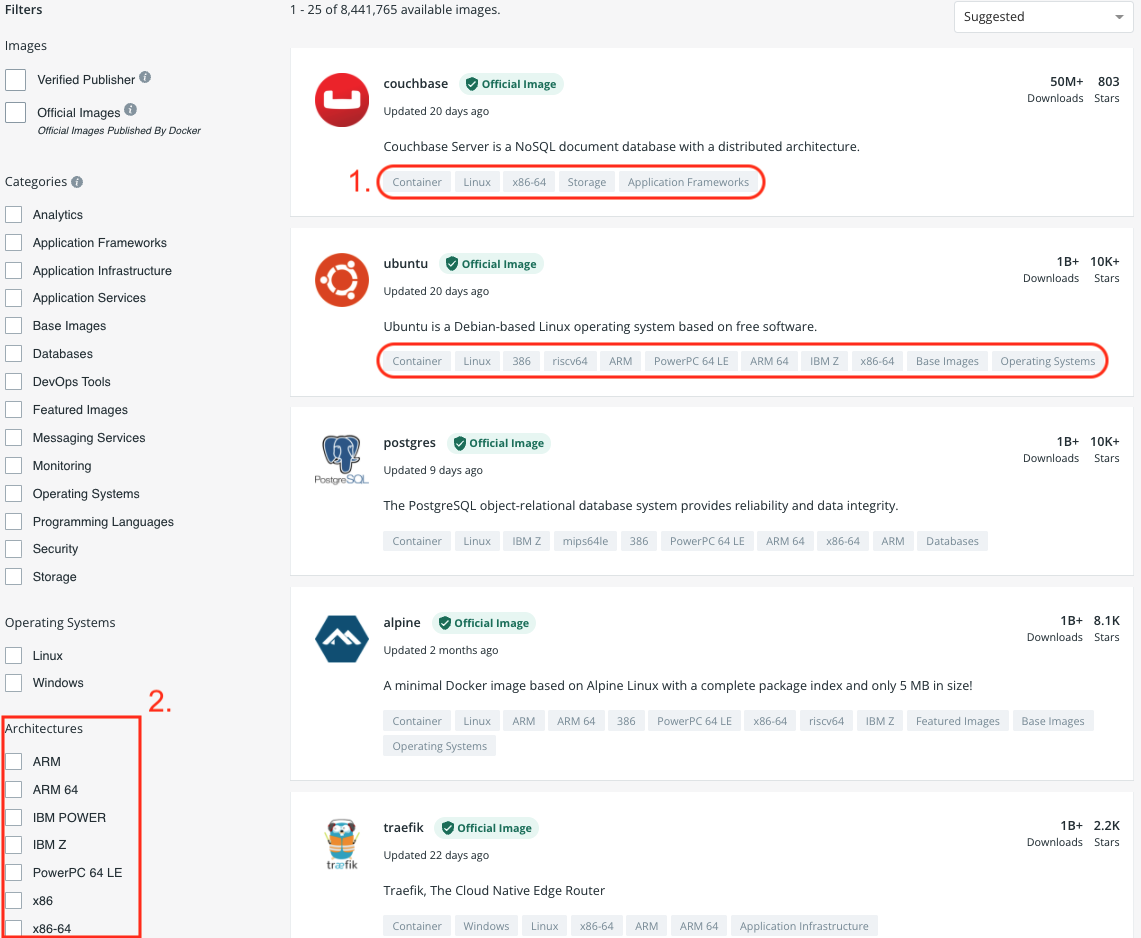 Filters
Images
Verified Publisher
Official Images
Official Images Published By Docker
Categories
Analytics
Application Frameworks
Application Infrastructure
Application Services
Base Images
Databases
DevOps Tools
Featured Images
Messaging Services
Monitoring
Operating Systems
Programming Languages
Security
Storage
Operating Systems
Linux
Windows
2.
Architectures
ARM
ARM 64
IBM POWER
IBM Z
PowerPC 64 LE
x86
x86-64
1 - 25 of 8,441,765 available images.
Suggested
couchbase Official Image
50M+ 803
Downloads Stars
Updated 20 days ago
Couchbase Server is a NoSQL document database with a distributed architecture.
1. Container Linux x86-64 Storage Application Frameworks
ubuntu Official Image
1B+ 10K+
Downloads Stars
Updated 20 days ago
Ubuntu is a Debian-based Linux operating system based on free software.
Container Linux 386 riscv64 ARM PowerPC 64 LE ARM 64 IBM Z x86-64 Base Images Operating Systems
postgres Official Image
1B+ 10K+
Downloads Stars
PostgreSQL
Updated 9 days ago
The PostgreSQL object-relational database system provides reliability and data integrity.
Container Linux IBM Z mips64le 386 PowerPC 64 LE ARM 64 x86-64 ARM Databases
alpine Official Image
1B+ 8.1K
Downloads Stars
Updated 2 months ago
A minimal Docker image based on Alpine Linux with a complete package index and only 5 MB in size!
Container Linux ARM ARM 64 386 PowerPC 64 LE x86-64 riscv64 IBM Z Featured Images Base Images
Operating Systems
traefik Official Image
1B+ 2.2K
Downloads Stars
træfik
Updated 22 days ago
Traefik, The Cloud Native Edge Router
Container Windows Linux x86-64 ARM ARM 64 Application Infrastructure